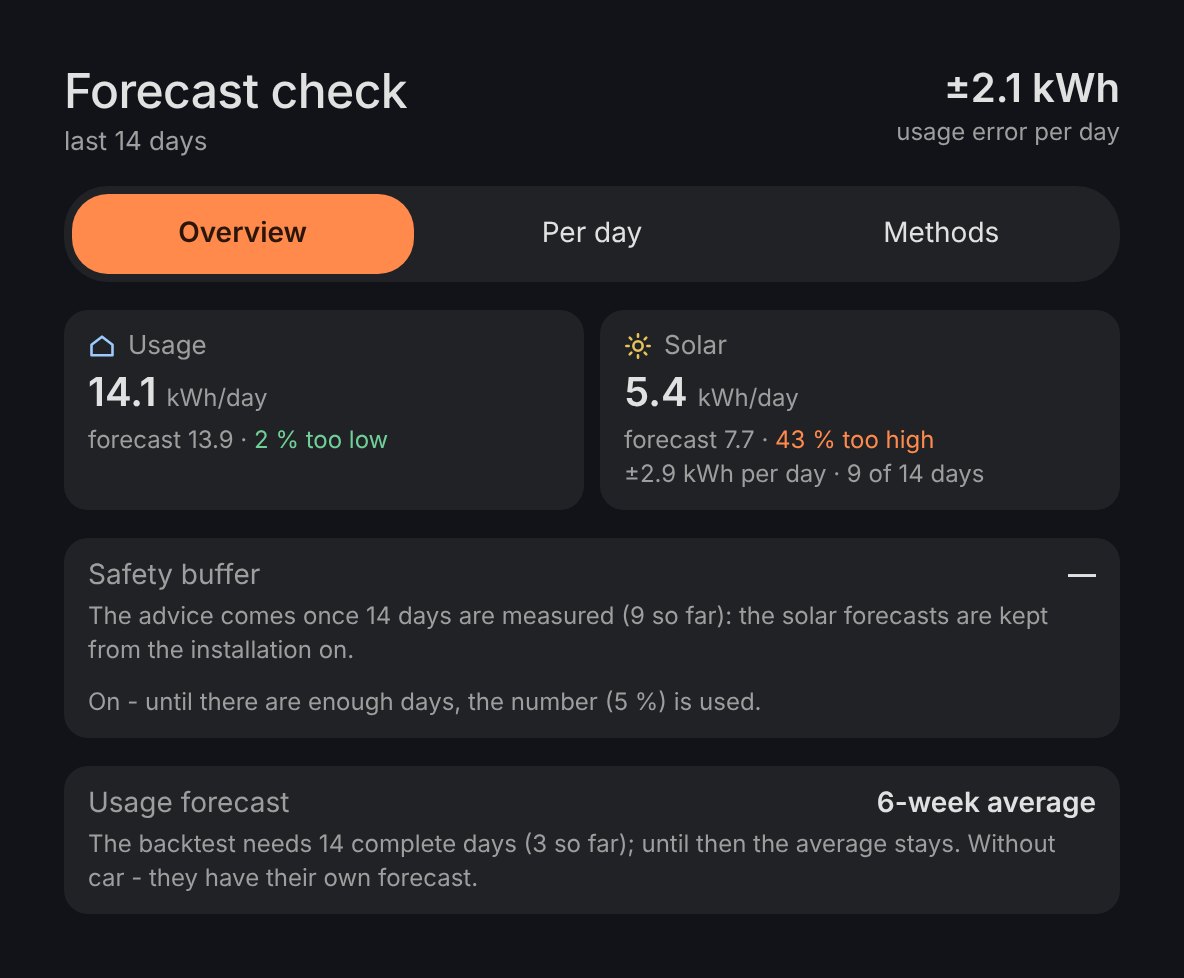 Forecast check
±2.1 kWh
last 14 days
usage error per day
Overview
Per day
Methods
Usage
14.1 kWh/day
forecast 13.9 · 2 % too low
Solar
5.4 kWh/day
forecast 7.7 · 43 % too high
±2.9 kWh per day · 9 of 14 days
Safety buffer —
The advice comes once 14 days are measured (9 so far): the solar forecasts are kept
from the installation on.
On - until there are enough days, the number (5 %) is used.
Usage forecast
6-week average
The backtest needs 14 complete days (3 so far); until then the average stays. Without
car - they have their own forecast.